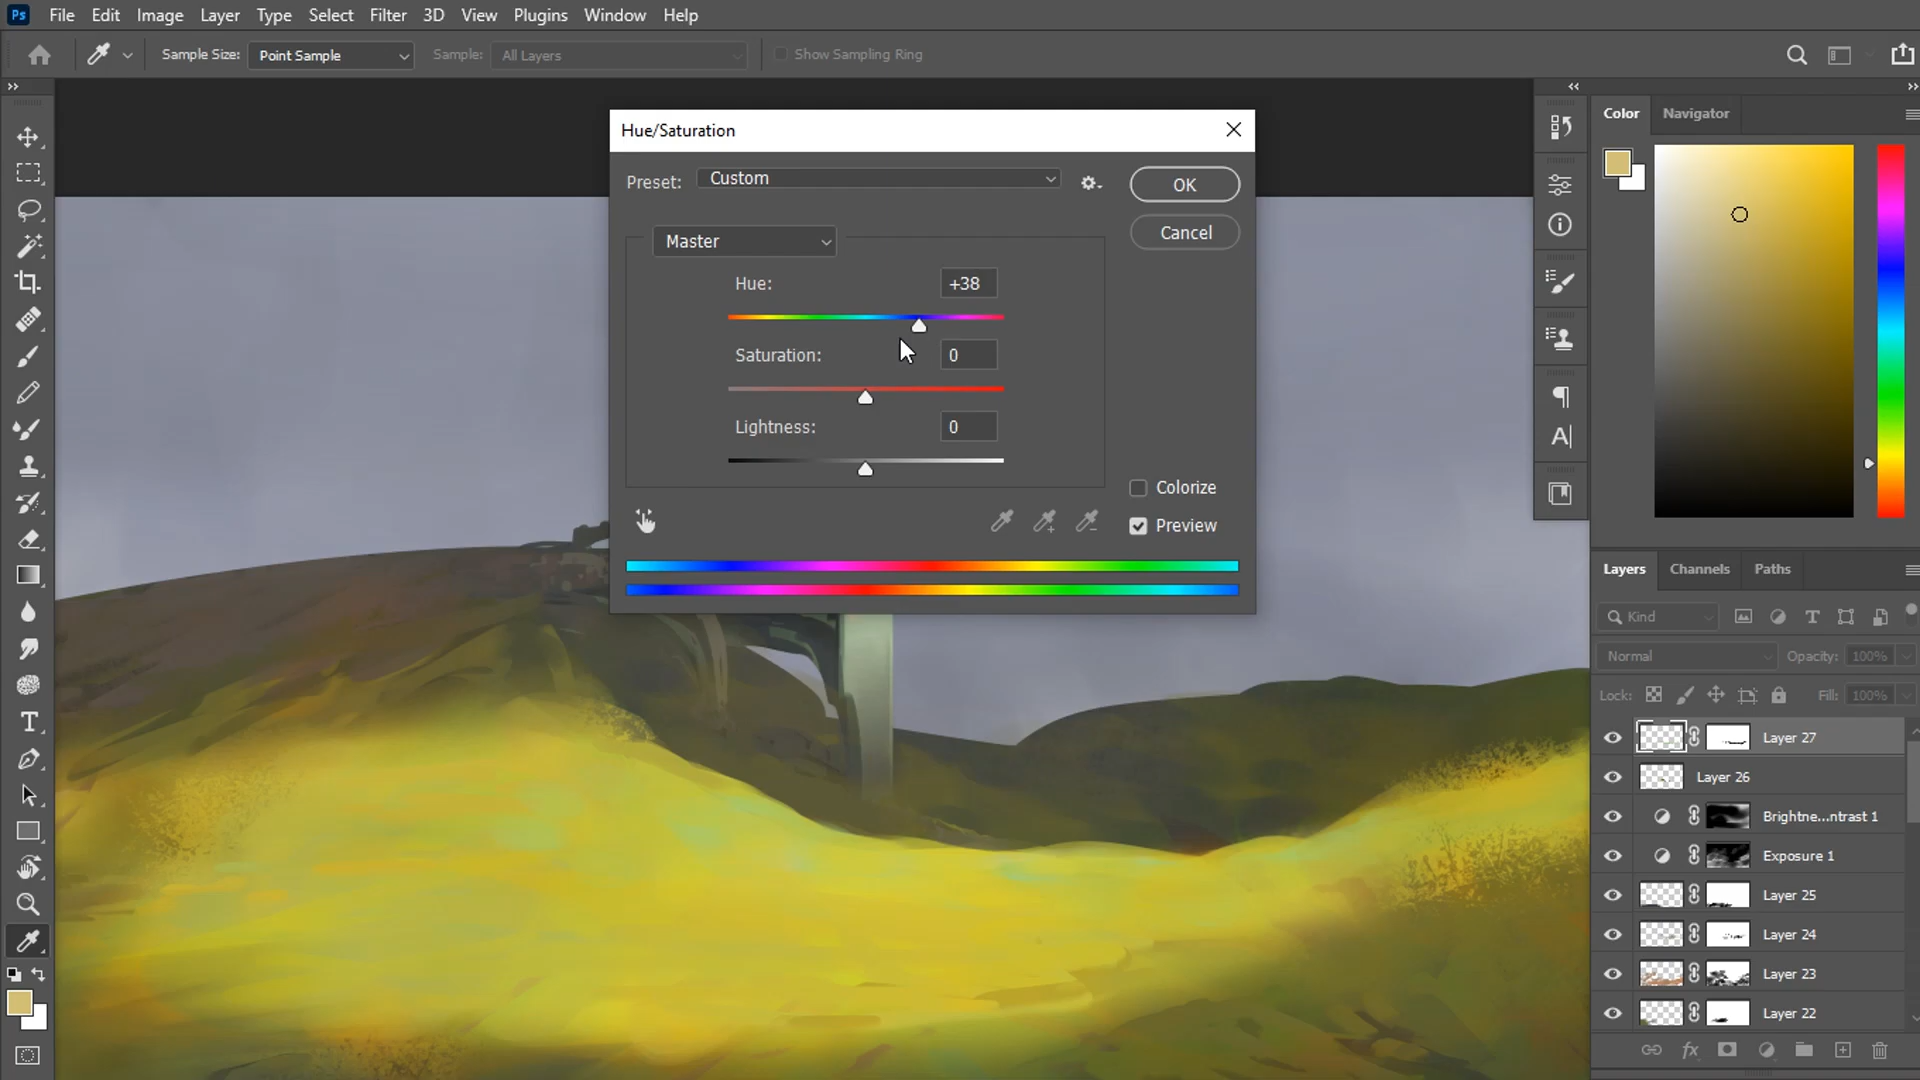 Ps File Edit Image Layer Type Select Filter 3D View Plugins Window Help
Sample Size: Point Sample Sample: All Layers Show Sampling Ring
Hue/Saturation
Preset: Custom OK
Cancel
Master
Hue: +38
Saturation: 0
Lightness: 0
Colorize
Preview
Color Navigator
Layers Channels Paths
Kind
Normal Opacity: 100%
Lock: Fill: 100%
Layer 27
Layer 26
Brightne...ntrast 1
Exposure 1
Layer 25
Layer 24
Layer 23
Layer 22